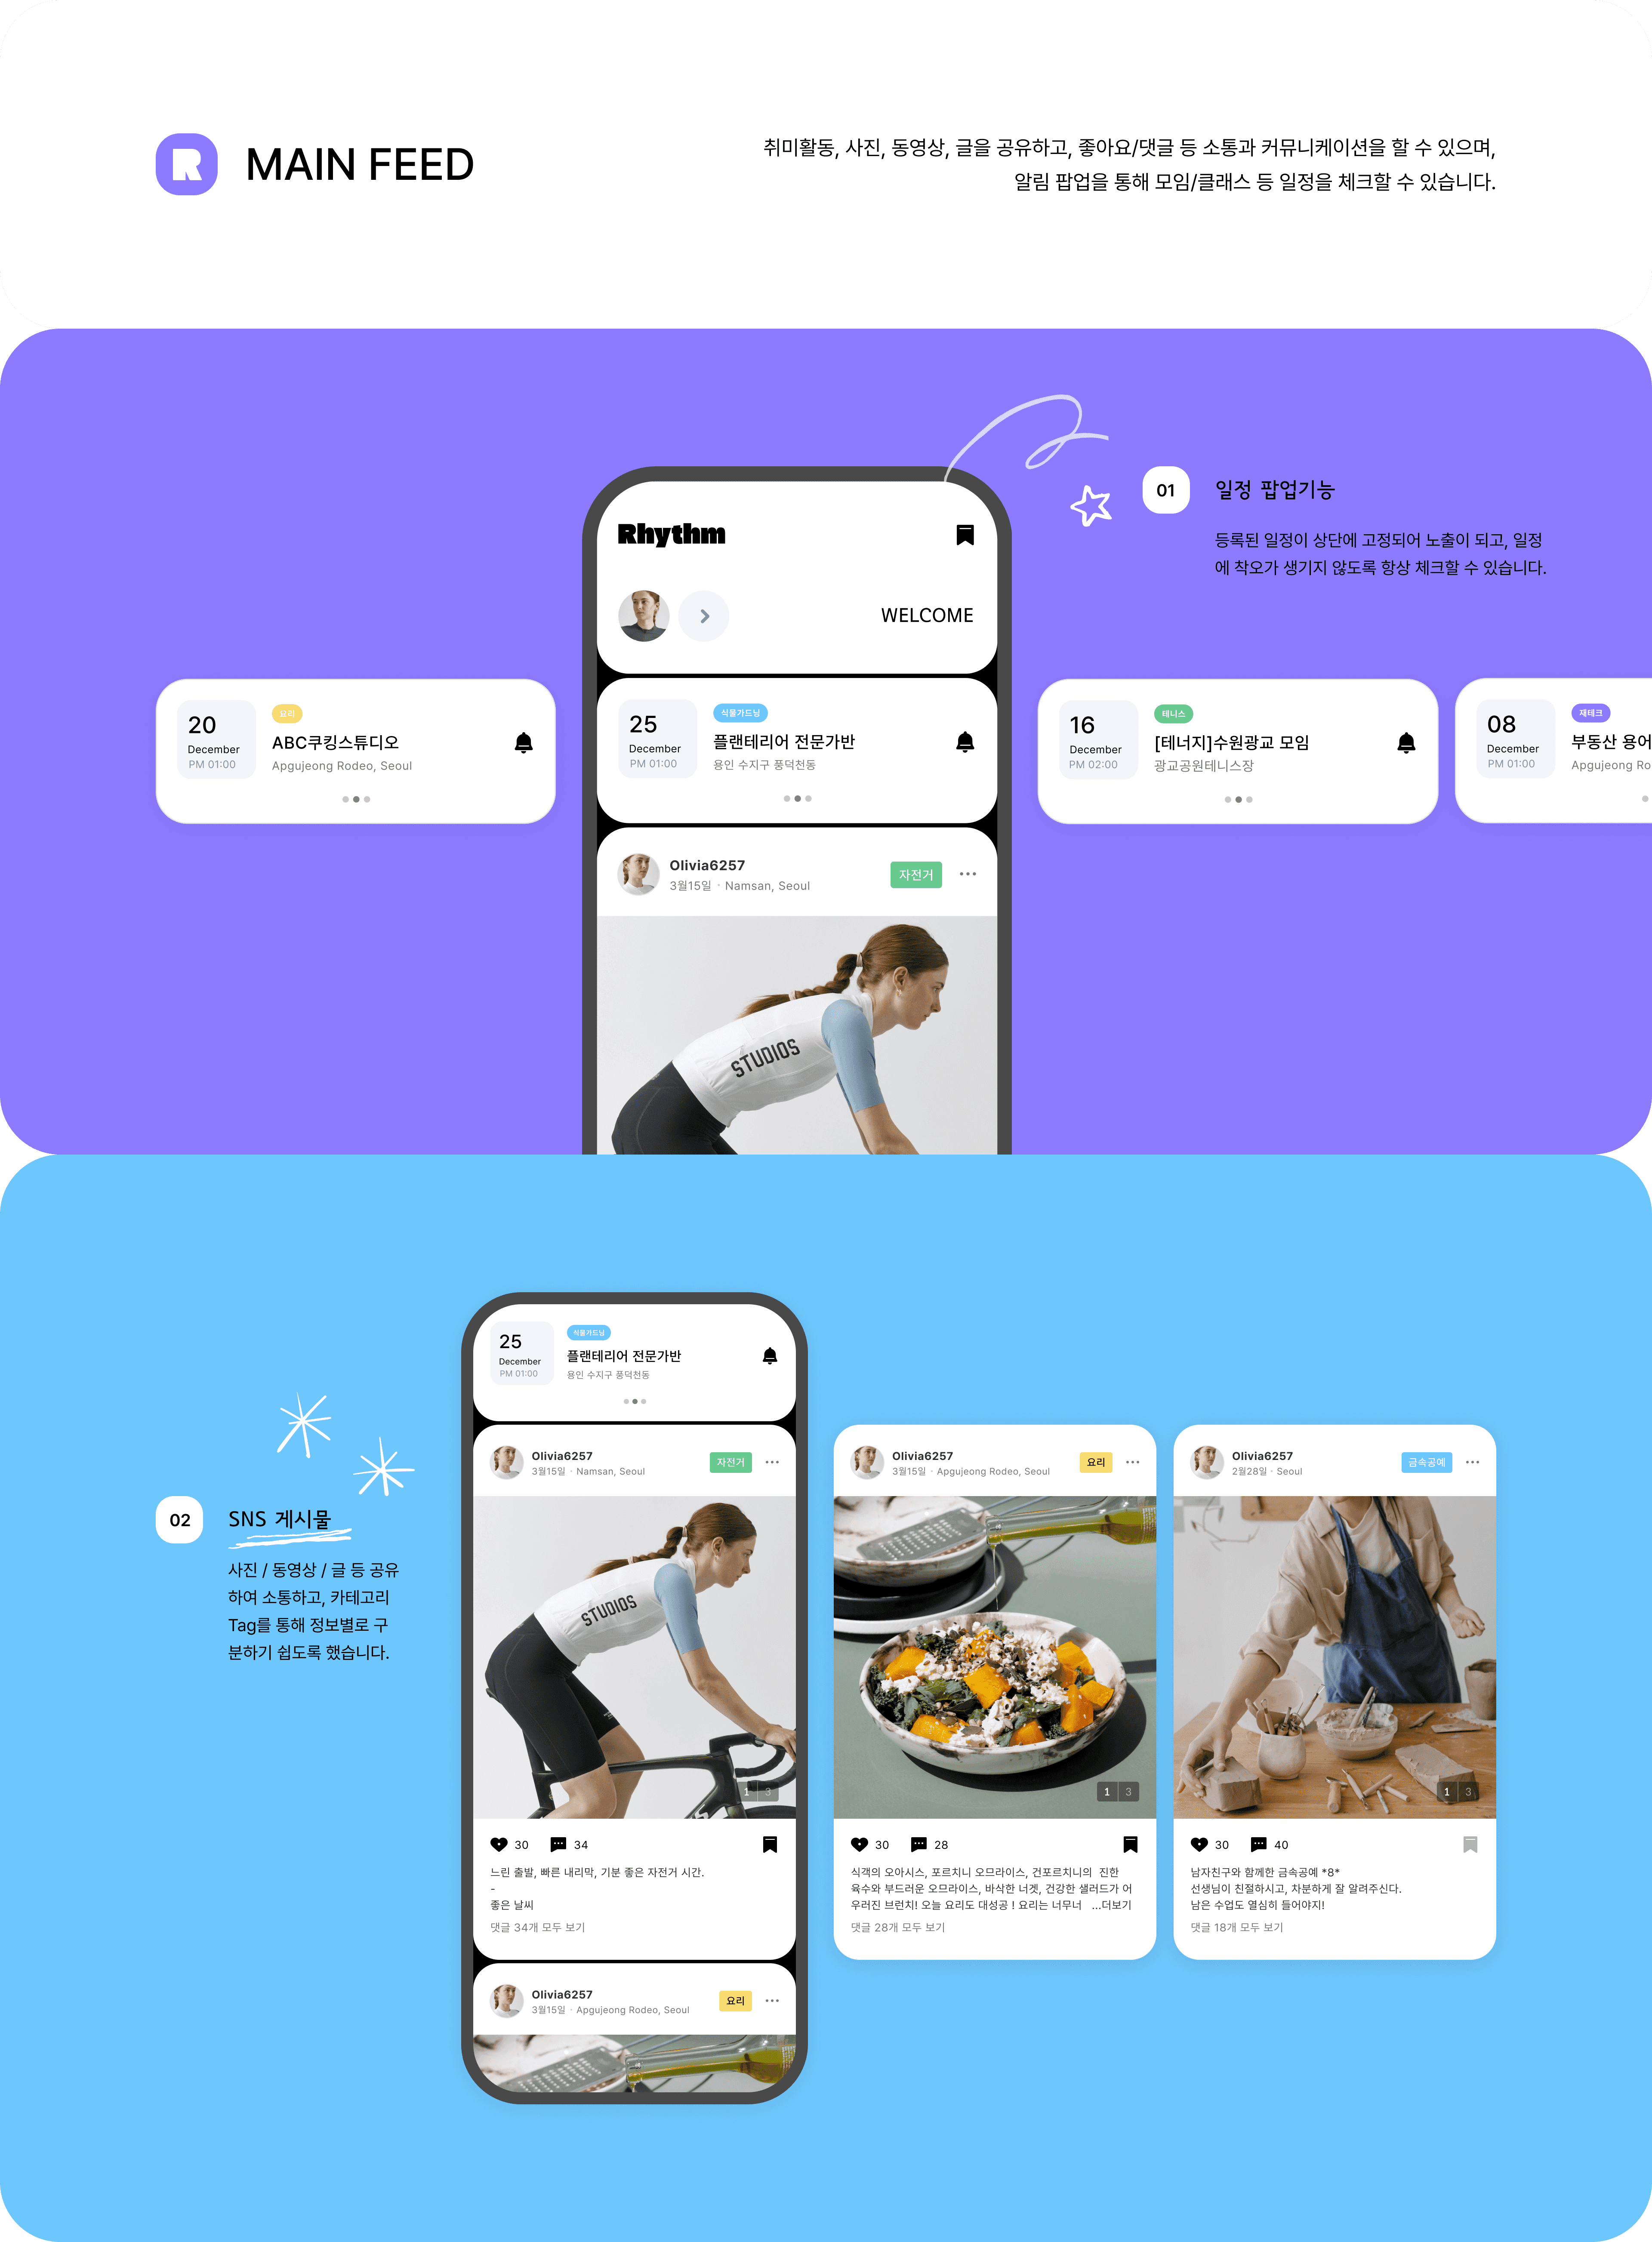 R MAIN FEED
취미활동, 사진, 동영상, 글을 공유하고, 좋아요/댓글 등 소통과 커뮤니케이션을 할 수 있으며,
알림 팝업을 통해 모임/클래스 등 일정을 체크할 수 있습니다.
01 일정 팝업기능
등록된 일정이 상단에 고정되어 노출이 되고, 일정
에 착오가 생기지 않도록 항상 체크할 수 있습니다.
Rhythm
WELCOME
20
December
PM 01:00
요리
ABC쿠킹스튜디오
Apgujeong Rodeo, Seoul
25
December
PM 01:00
식물가드닝
플랜테리어 전문가반
용인 수지구 풍덕천동
16
December
PM 02:00
테니스
[테너지]수원광교 모임
광교공원테니스장
08
December
PM 01:00
재테크
부동산 용어
Apgujeong Ro
Olivia6257
3월15일 · Namsan, Seoul
자전거
STUDIOS
25
December
PM 01:00
식물가드닝
플랜테리어 전문가반
용인 수지구 풍덕천동
02 SNS 게시물
사진 / 동영상 / 글 등 공유
하여 소통하고, 카테고리
Tag를 통해 정보별로 구
분하기 쉽도록 했습니다.
Olivia6257
3월15일 · Namsan, Seoul
자전거
STUDIOS
1 3
30 34
느린 출발, 빠른 내리막, 기분 좋은 자전거 시간.
-
좋은 날씨
댓글 34개 모두 보기
Olivia6257
3월15일 · Apgujeong Rodeo, Seoul
요리
1 3
30 28
식객의 오아시스, 포르치니 오므라이스, 건포르치니의 진한
육수와 부드러운 오므라이스, 바삭한 너겟, 건강한 샐러드가 어
우러진 브런치! 오늘 요리도 대성공 ! 요리는 너무너 ...더보기
댓글 28개 모두 보기
Olivia6257
2월28일 · Seoul
금속공예
1 3
30 40
남자친구와 함께한 금속공예 *8*
선생님이 친절하시고, 차분하게 잘 알려주신다.
남은 수업도 열심히 들어야지!
댓글 18개 모두 보기
Olivia6257
3월15일 · Apgujeong Rodeo, Seoul
요리